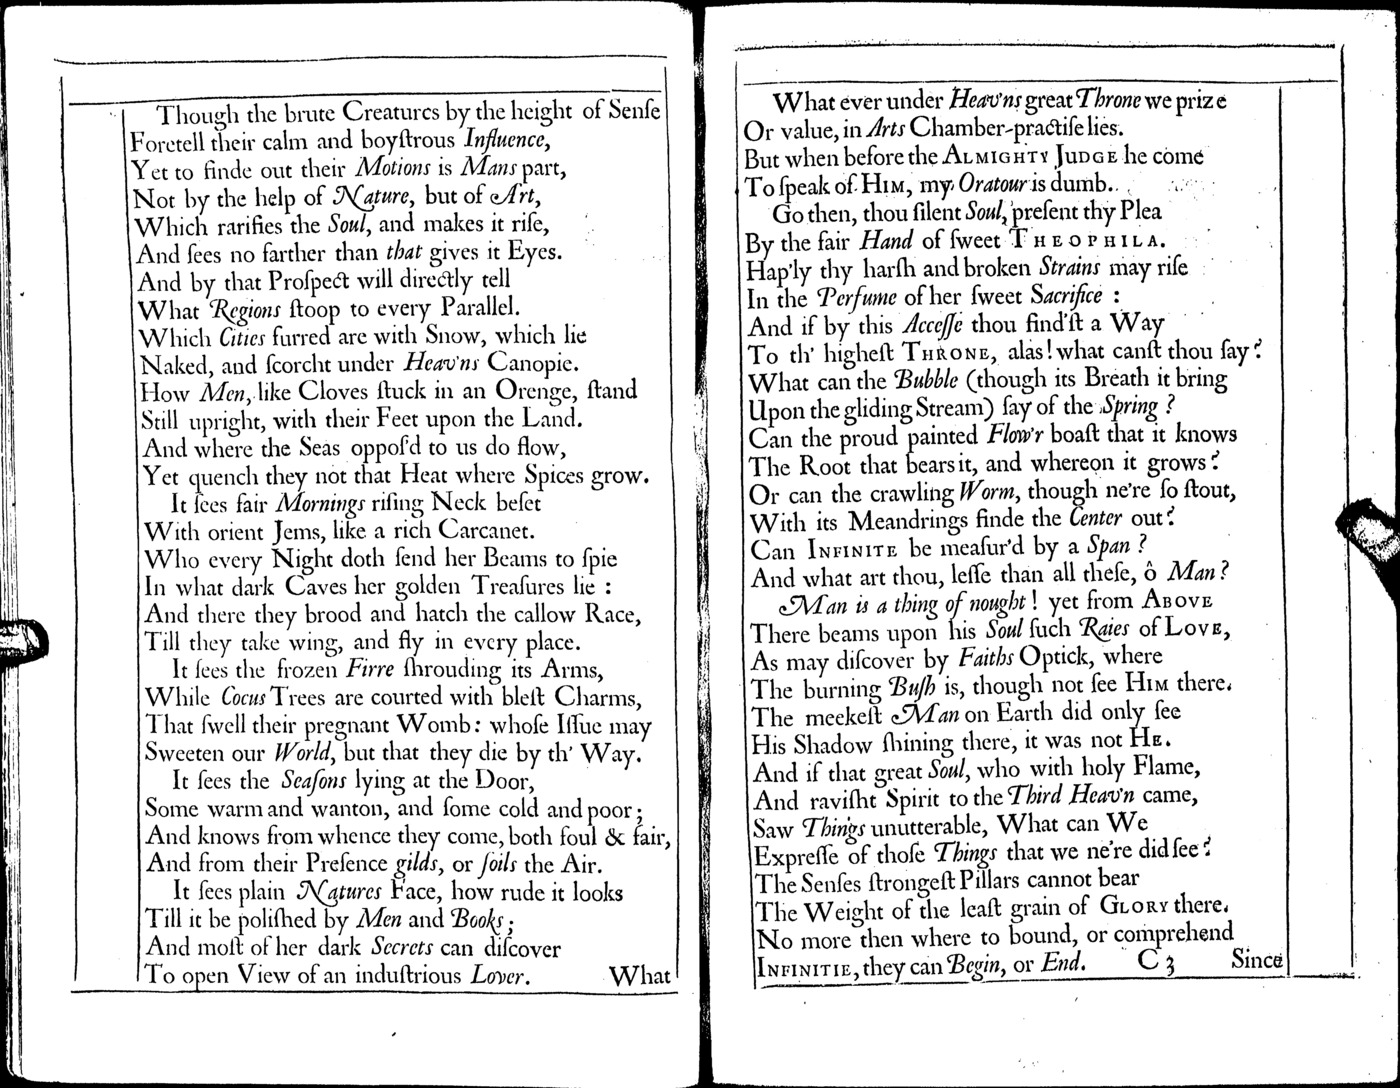 Though the brute Creatures by the height of Senſe
Foretell their calm and boyſtrous Influence,
Yet to finde out their Motions is Mans part,
Not by the help of Nature, but of Art,
Which rarifies the Soul, and makes it riſe,
And ſees no farther than that gives it Eyes.
And by that Proſpect will directly tell
What Regions ſtoop to every Parallel.
Which Cities furred are with Snow, which lie
Naked, and ſcorcht under Heav'ns Canopie.
How Men, like Cloves ſtuck in an Orenge, ſtand
Still upright, with their Feet upon the Land.
And where the Seas oppoſ'd to us do flow,
Yet quench they not that Heat where Spices grow.
It ſees fair Mornings riſing Neck beſet
With orient Jems, like a rich Carcanet.
Who every Night doth ſend her Beams to ſpie
In what dark Caves her golden Treaſures lie :
And there they brood and hatch the callow Race,
Till they take wing, and fly in every place.
It ſees the frozen Firre ſhrouding its Arms,
While Cocus Trees are courted with bleſt Charms,
That ſwell their pregnant Womb: whoſe Iſſue may
Sweeten our World, but that they die by th' Way.
It ſees the Seaſons lying at the Door,
Some warm and wanton, and ſome cold and poor;
And knows from whence they come, both foul & fair,
And from their Preſence gilds, or ſoils the Air.
It ſees plain Natures Face, how rude it looks
Till it be poliſhed by Men and Books;
And moſt of her dark Secrets can diſcover
To open View of an induſtrious Lover.
What
What ever under Heav'ns great Throne we prize
Or value, in Arts Chamber-practiſe lies.
But when before the ALMIGHTY JUDGE he come
To ſpeak of HIM, my Oratour is dumb.
Go then, thou ſilent Soul, preſent thy Plea
By the fair Hand of ſweet THEOPHILA.
Hap'ly thy harſh and broken Strains may riſe
In the Perfume of her ſweet Sacrifice :
And if by this Acceſſe thou find'ſt a Way
To th' higheſt THRONE, alas! what canſt thou ſay?
What can the Bubble (though its Breath it bring
Upon the gliding Stream) ſay of the Spring ?
Can the proud painted Flow'r boaſt that it knows
The Root that bears it, and whereon it grows?
Or can the crawling Worm, though ne're ſo ſtout,
With its Meandrings finde the Center out?
Can INFINITE be meaſur'd by a Span ?
And what art thou, leſſe than all theſe, ô Man?
Man is a thing of nought! yet from ABOVE
There beams upon his Soul ſuch Raies of LOVE,
As may diſcover by Faiths Optick, where
The burning Buſh is, though not ſee HIM there.
The meekeſt Man on Earth did only ſee
His Shadow ſhining there, it was not HE.
And if that great Soul, who with holy Flame,
And raviſht Spirit to the Third Heav'n came,
Saw Things unutterable, What can We
Expreſſe of thoſe Things that we ne're did ſee?
The Senſes ſtrongeſt Pillars cannot bear
The Weight of the leaſt grain of GLORY there.
No more then where to bound, or comprehend
INFINITIE, they can Begin, or End.
C3 Since